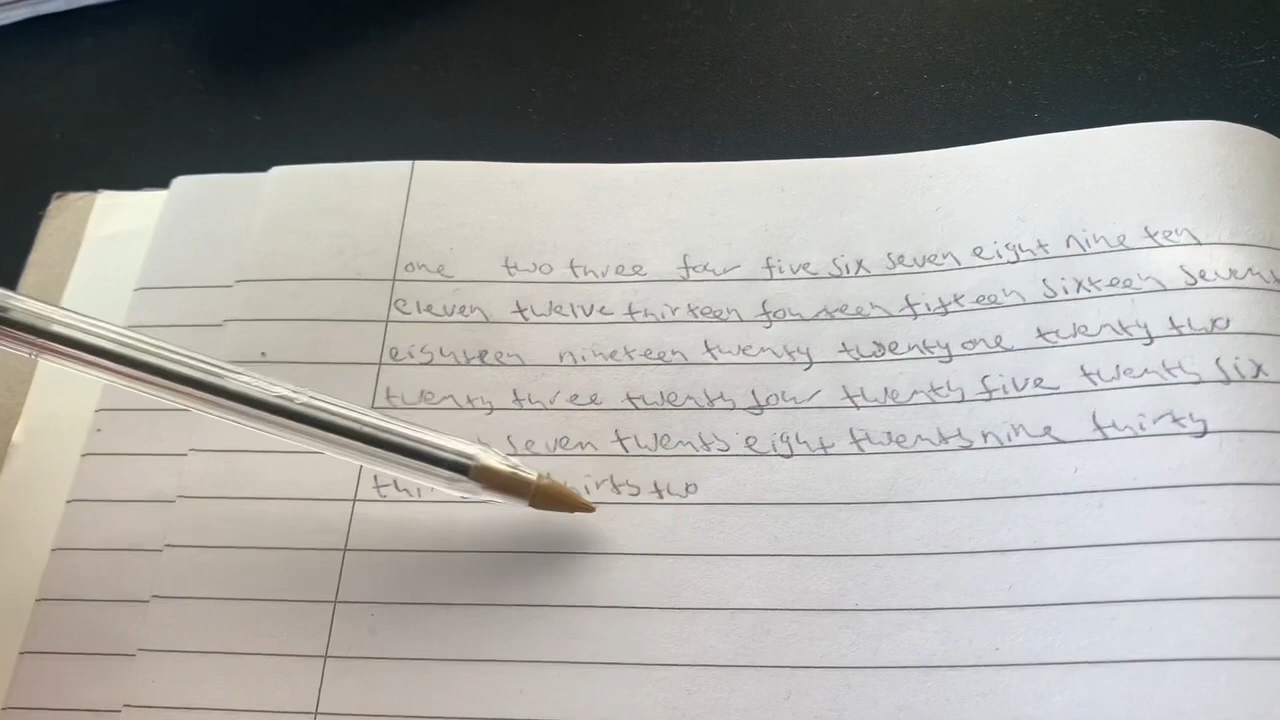 one two three four five six seven eight nine ten
eleven twelve thirteen fourteen fifteen sixteen seven
eighteen nineteen twenty twenty one twenty two
twenty three twenty four twenty five twenty six
seven twenty eight twenty nine thirty
two